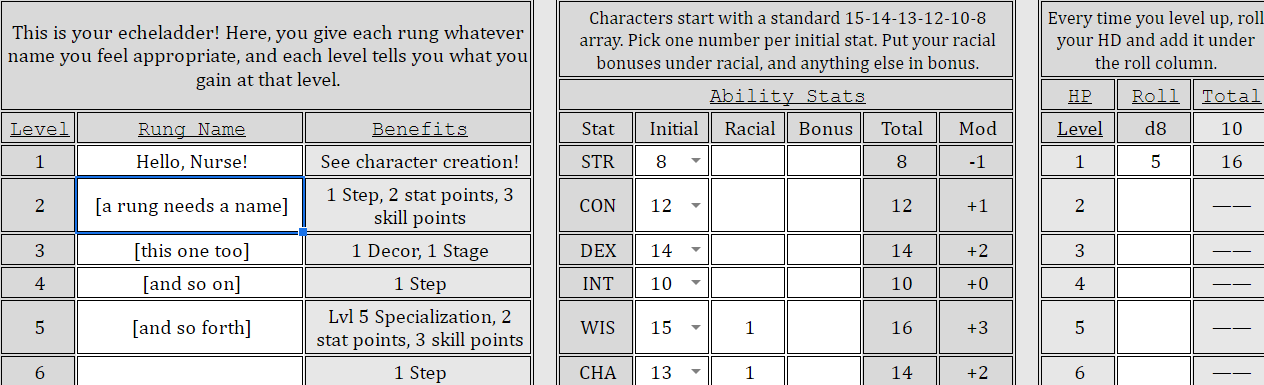 This is your echeladder! Here, you give each rung whatever
name you feel appropriate, and each level tells you what you
gain at that level.
Level Rung Name Benefits
1 Hello, Nurse! See character creation!
2 [a rung needs a name] 1 Step, 2 stat points, 3
skill points
3 [this one too] 1 Decor, 1 Stage
4 [and so on] 1 Step
5 [and so forth] Lvl 5 Specialization, 2
stat points, 3 skill points
6 1 Step
Characters start with a standard 15-14-13-12-10-8
array. Pick one number per initial stat. Put your racial
bonuses under racial, and anything else in bonus.
Ability Stats
Stat Initial Racial Bonus Total Mod
STR 8 8 -1
CON 12 12 +1
DEX 14 14 +2
INT 10 10 +0
WIS 15 1 16 +3
CHA 13 1 14 +2
Every time you level up, roll
your HD and add it under
the roll column.
HP Roll Total
Level d8 10
1 5 16
2 ——
3 ——
4 ——
5 ——
6 ——